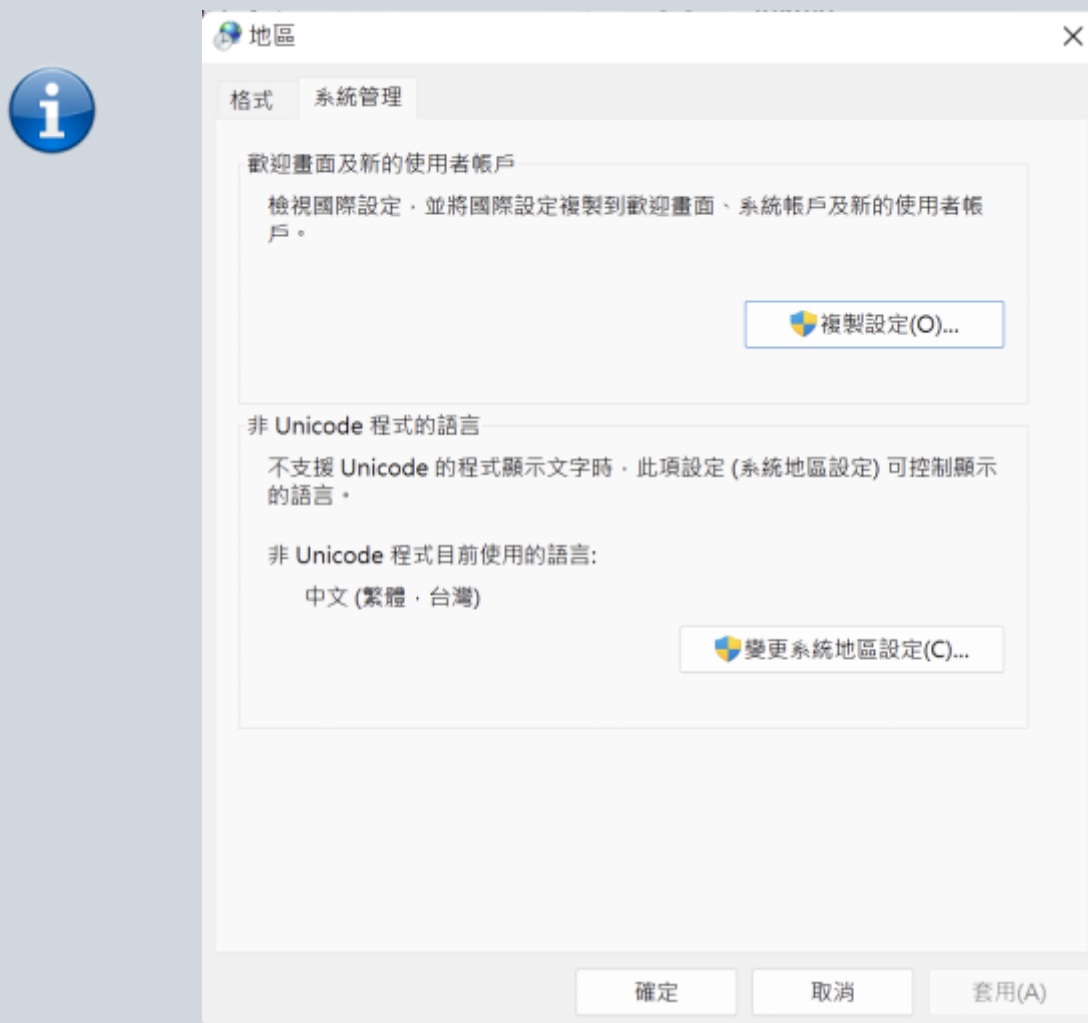 地區
格式
系統管理
歡迎畫面及新的使用者帳戶
檢視國際設定，並將國際設定複製到歡迎畫面、系統帳戶及新的使用者帳
戶。
複製設定(O)...
非 Unicode 程式的語言
不支援 Unicode 的程式顯示文字時，此項設定 (系統地區設定) 可控制顯示
的語言。
非 Unicode 程式目前使用的語言:
中文 (繁體，台灣)
變更系統地區設定(C)...
確定
取消
套用(A)